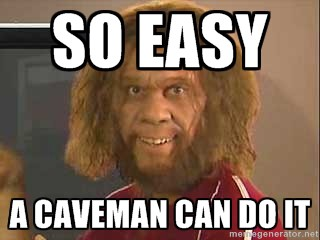 SO EASY
A CAVEMAN CAN DO IT
memegenerator.net